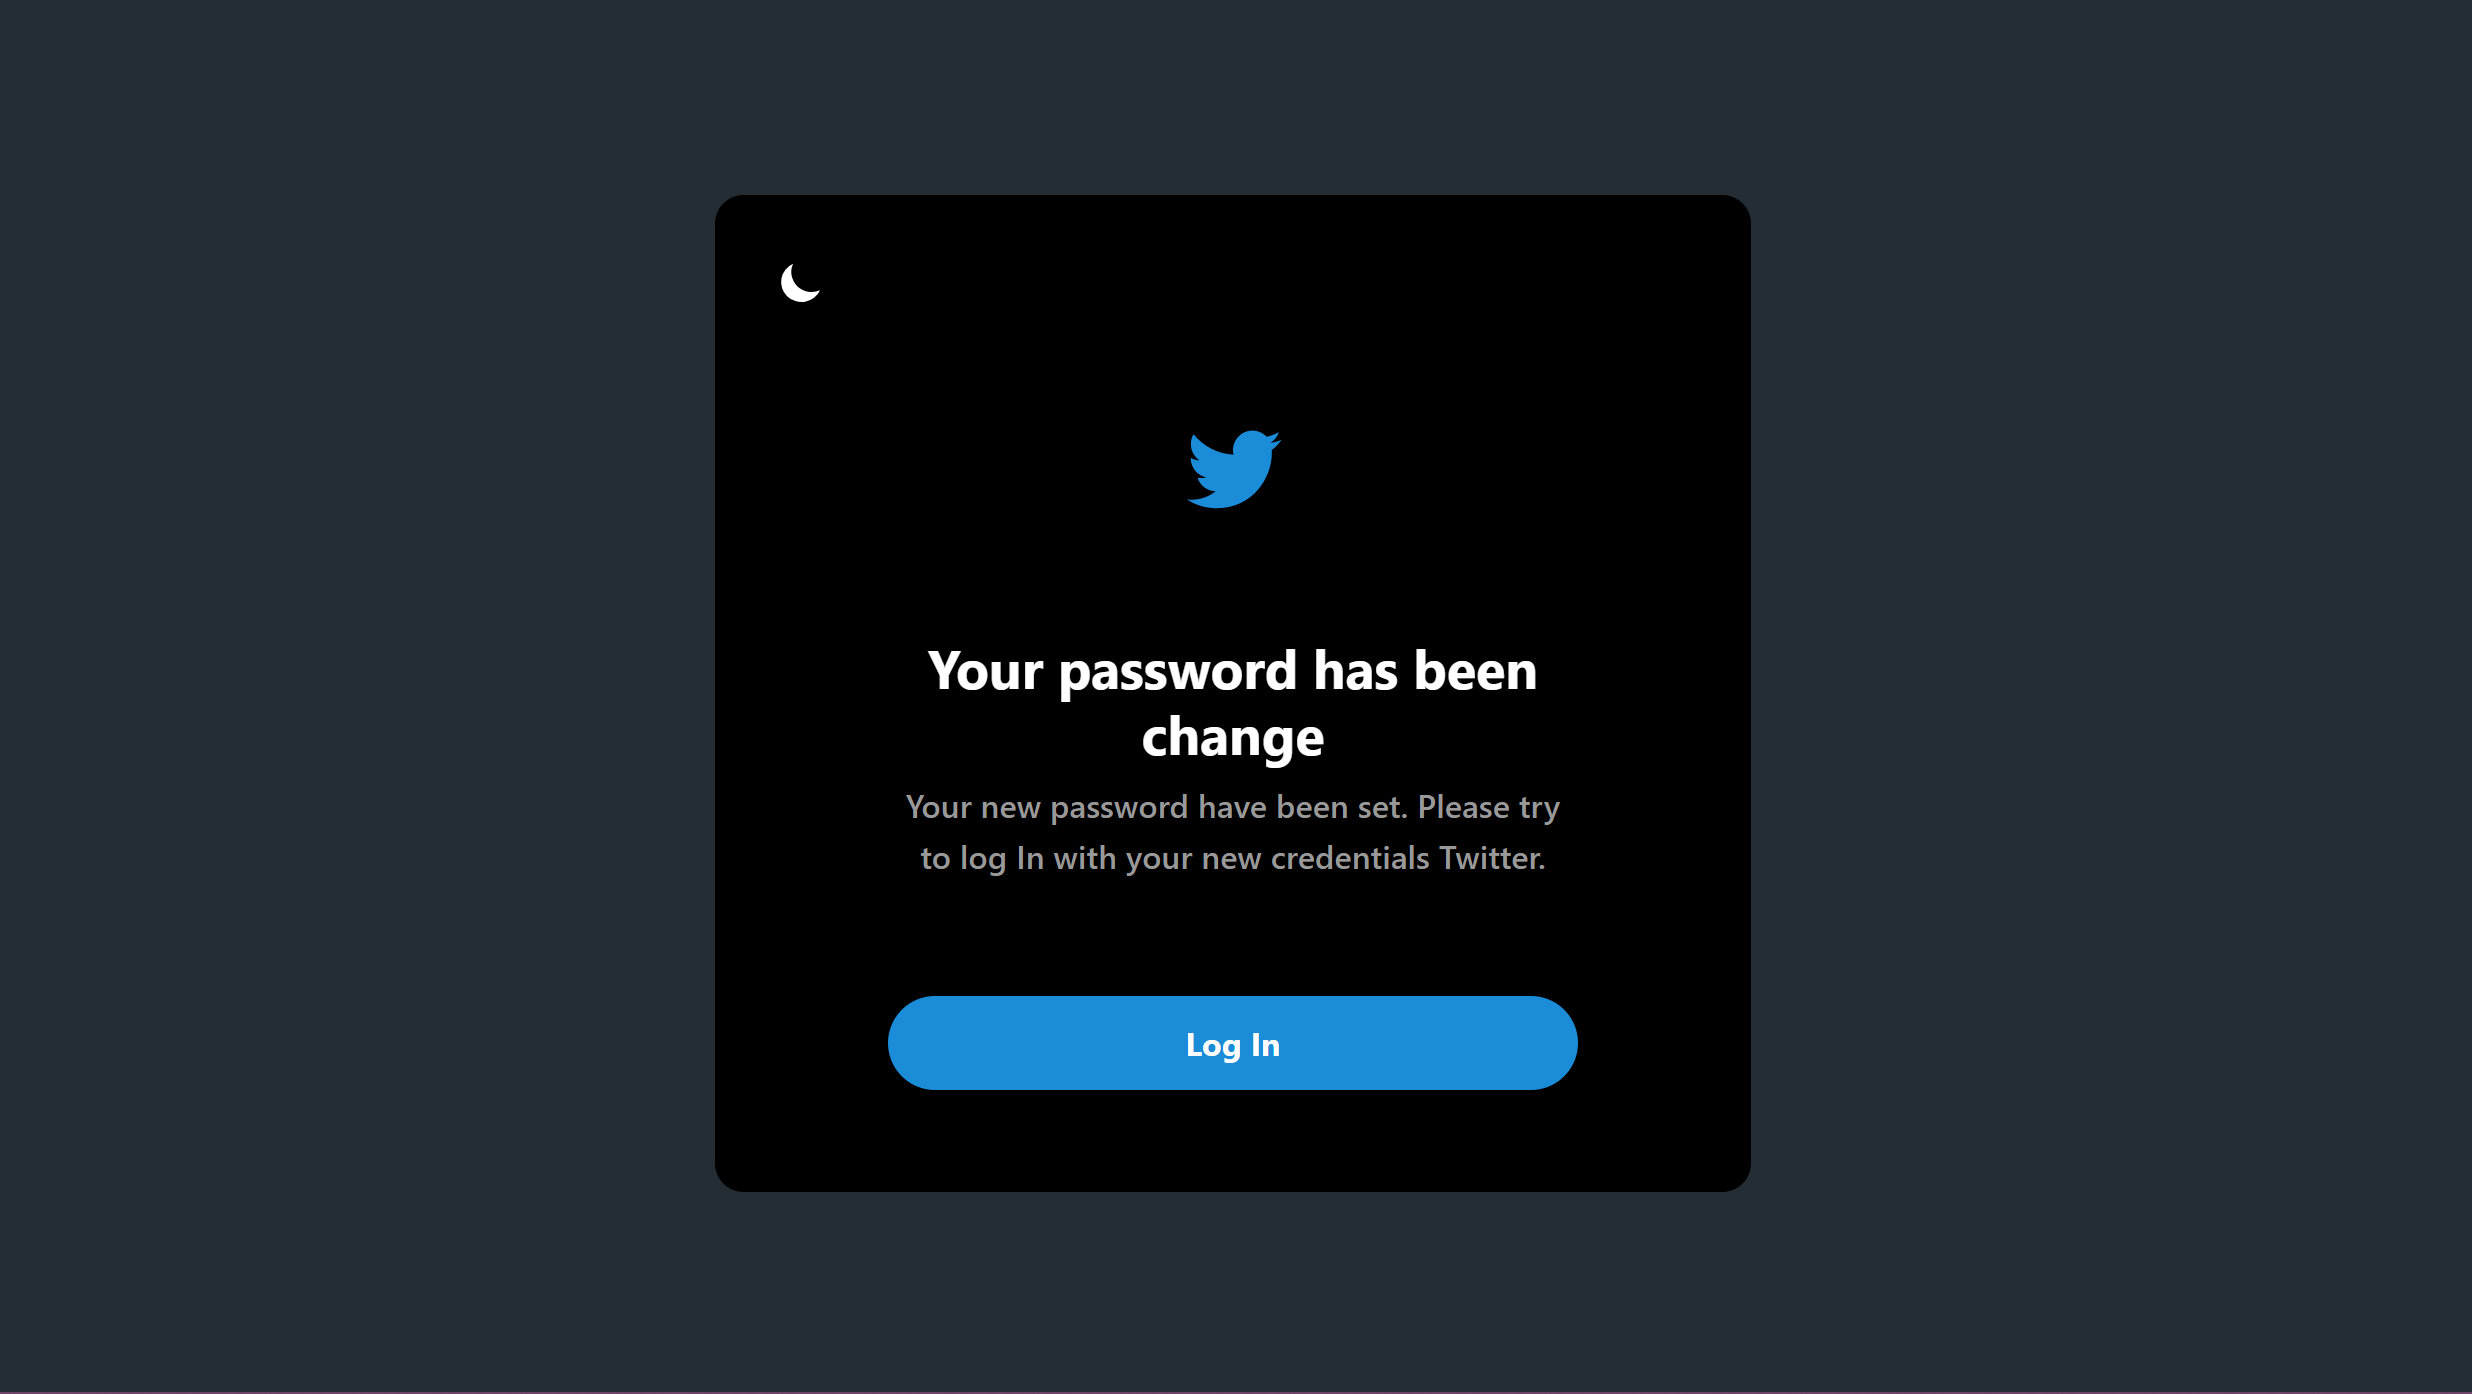 Your password has been
change
Your new password have been set. Please try
to log In with your new credentials Twitter.
Log In